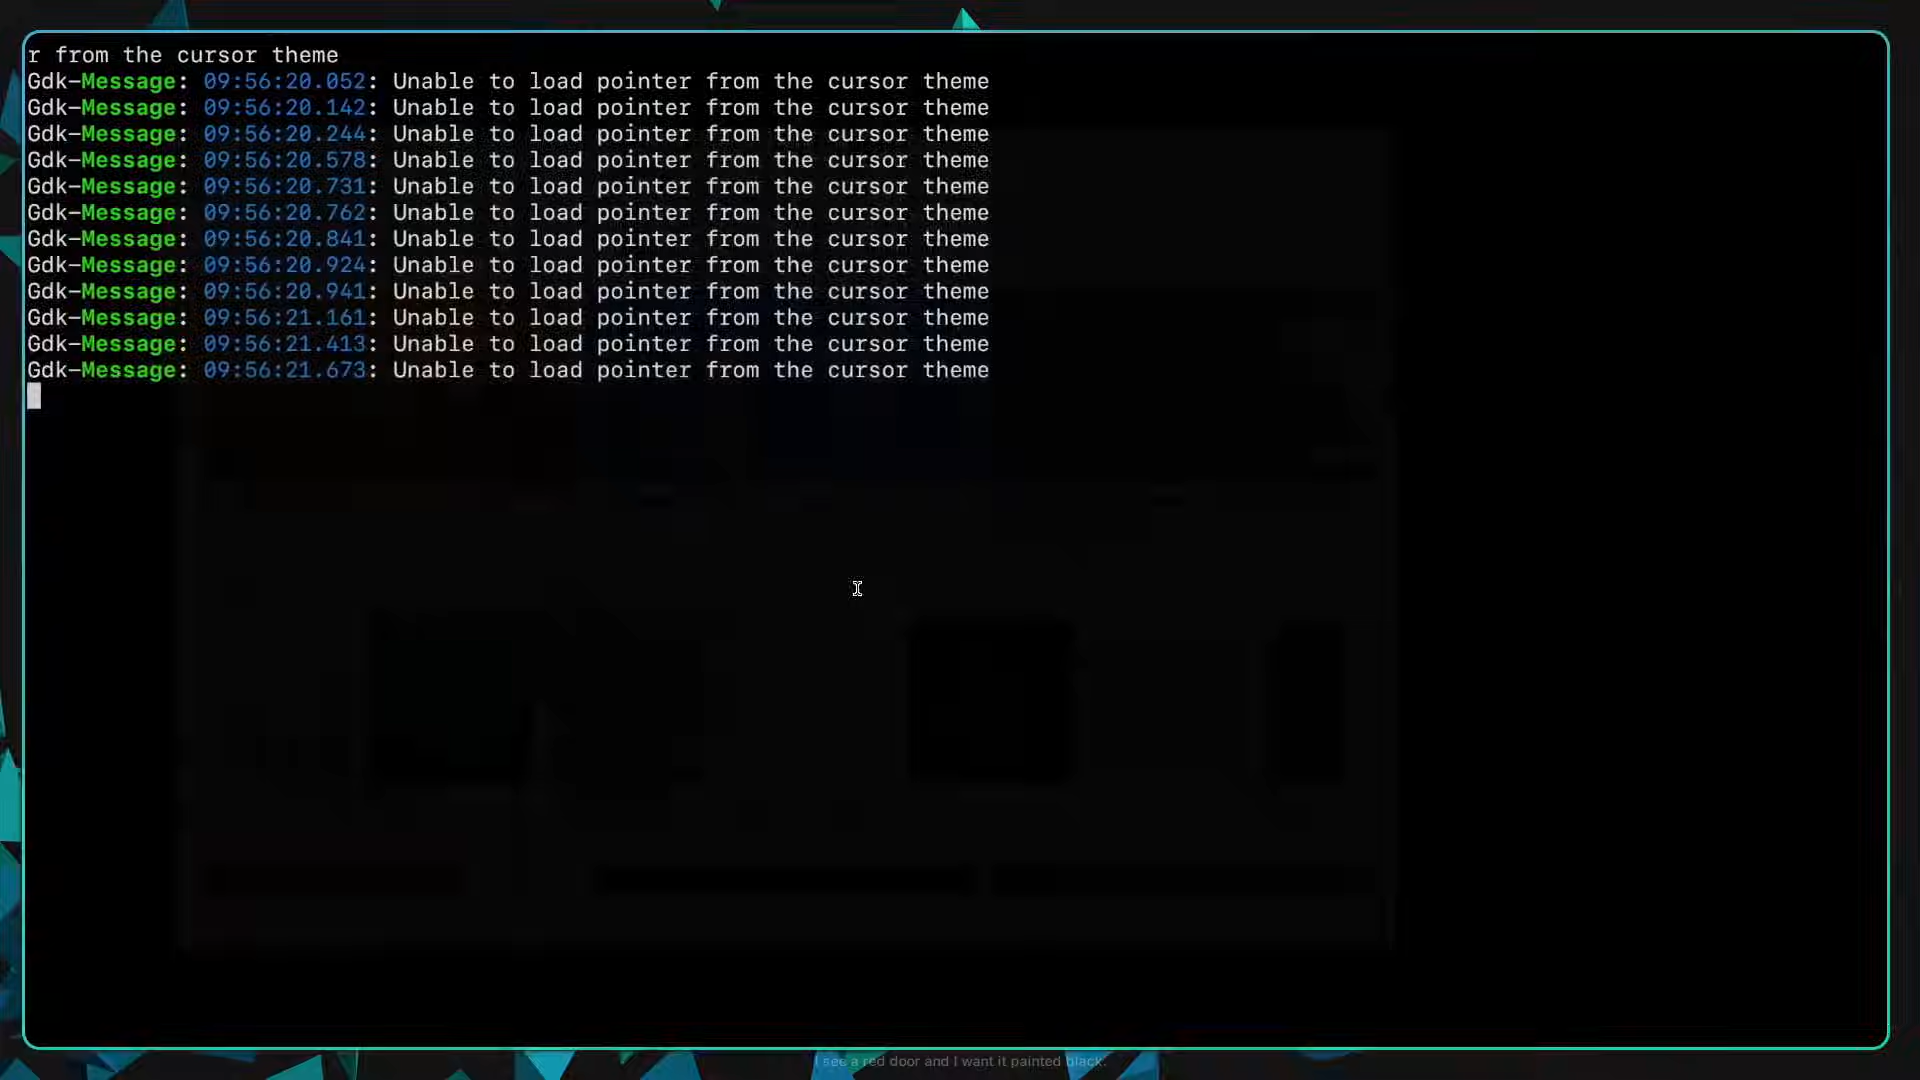 r from the cursor theme
Gdk-Message: 09:56:20.052: Unable to load pointer from the cursor theme
Gdk-Message: 09:56:20.142: Unable to load pointer from the cursor theme
Gdk-Message: 09:56:20.244: Unable to load pointer from the cursor theme
Gdk-Message: 09:56:20.578: Unable to load pointer from the cursor theme
Gdk-Message: 09:56:20.731: Unable to load pointer from the cursor theme
Gdk-Message: 09:56:20.762: Unable to load pointer from the cursor theme
Gdk-Message: 09:56:20.841: Unable to load pointer from the cursor theme
Gdk-Message: 09:56:20.924: Unable to load pointer from the cursor theme
Gdk-Message: 09:56:20.941: Unable to load pointer from the cursor theme
Gdk-Message: 09:56:21.161: Unable to load pointer from the cursor theme
Gdk-Message: 09:56:21.413: Unable to load pointer from the cursor theme
Gdk-Message: 09:56:21.673: Unable to load pointer from the cursor theme
I see a red door and I want it painted black.